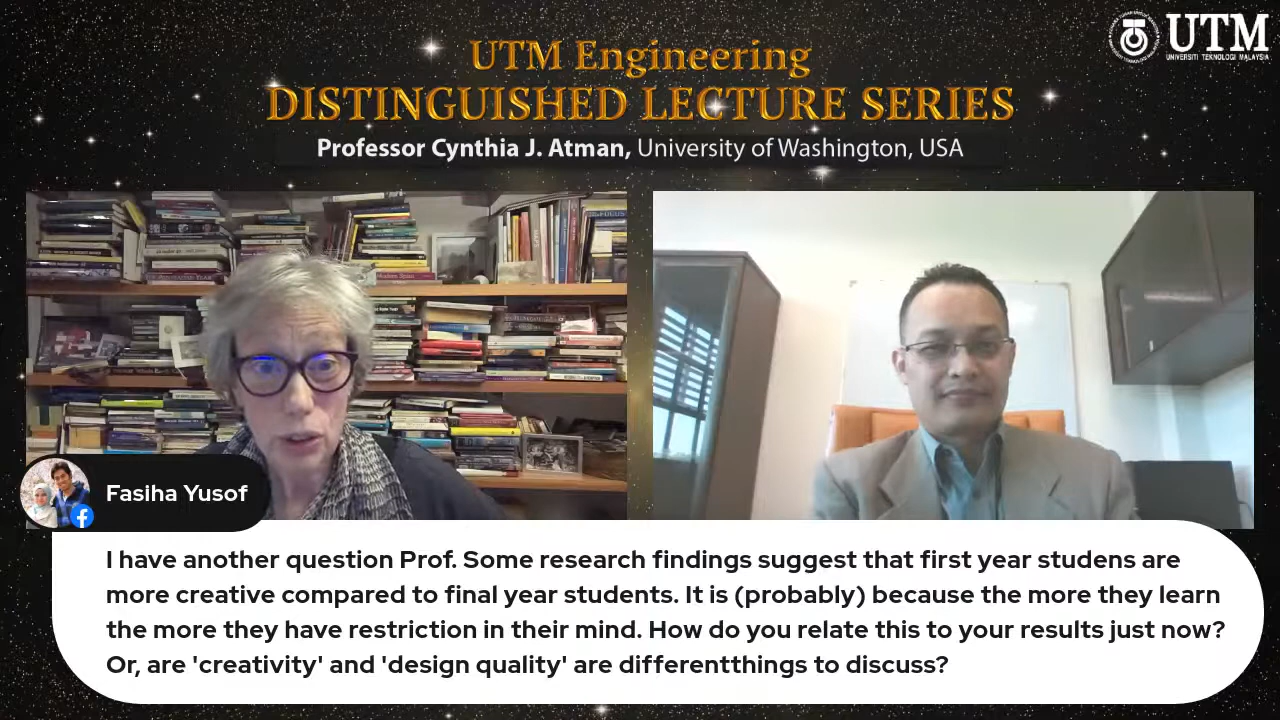 UTM
UNIVERSITI TEKNOLOGI MALAYSIA
UTM Engineering
DISTINGUISHED LECTURE SERIES
Professor Cynthia J. Atman, University of Washington, USA
Fasiha Yusof
I have another question Prof. Some research findings suggest that first year studens are
more creative compared to final year students. It is (probably) because the more they learn
the more they have restriction in their mind. How do you relate this to your results just now?
Or, are 'creativity' and 'design quality' are differentthings to discuss?